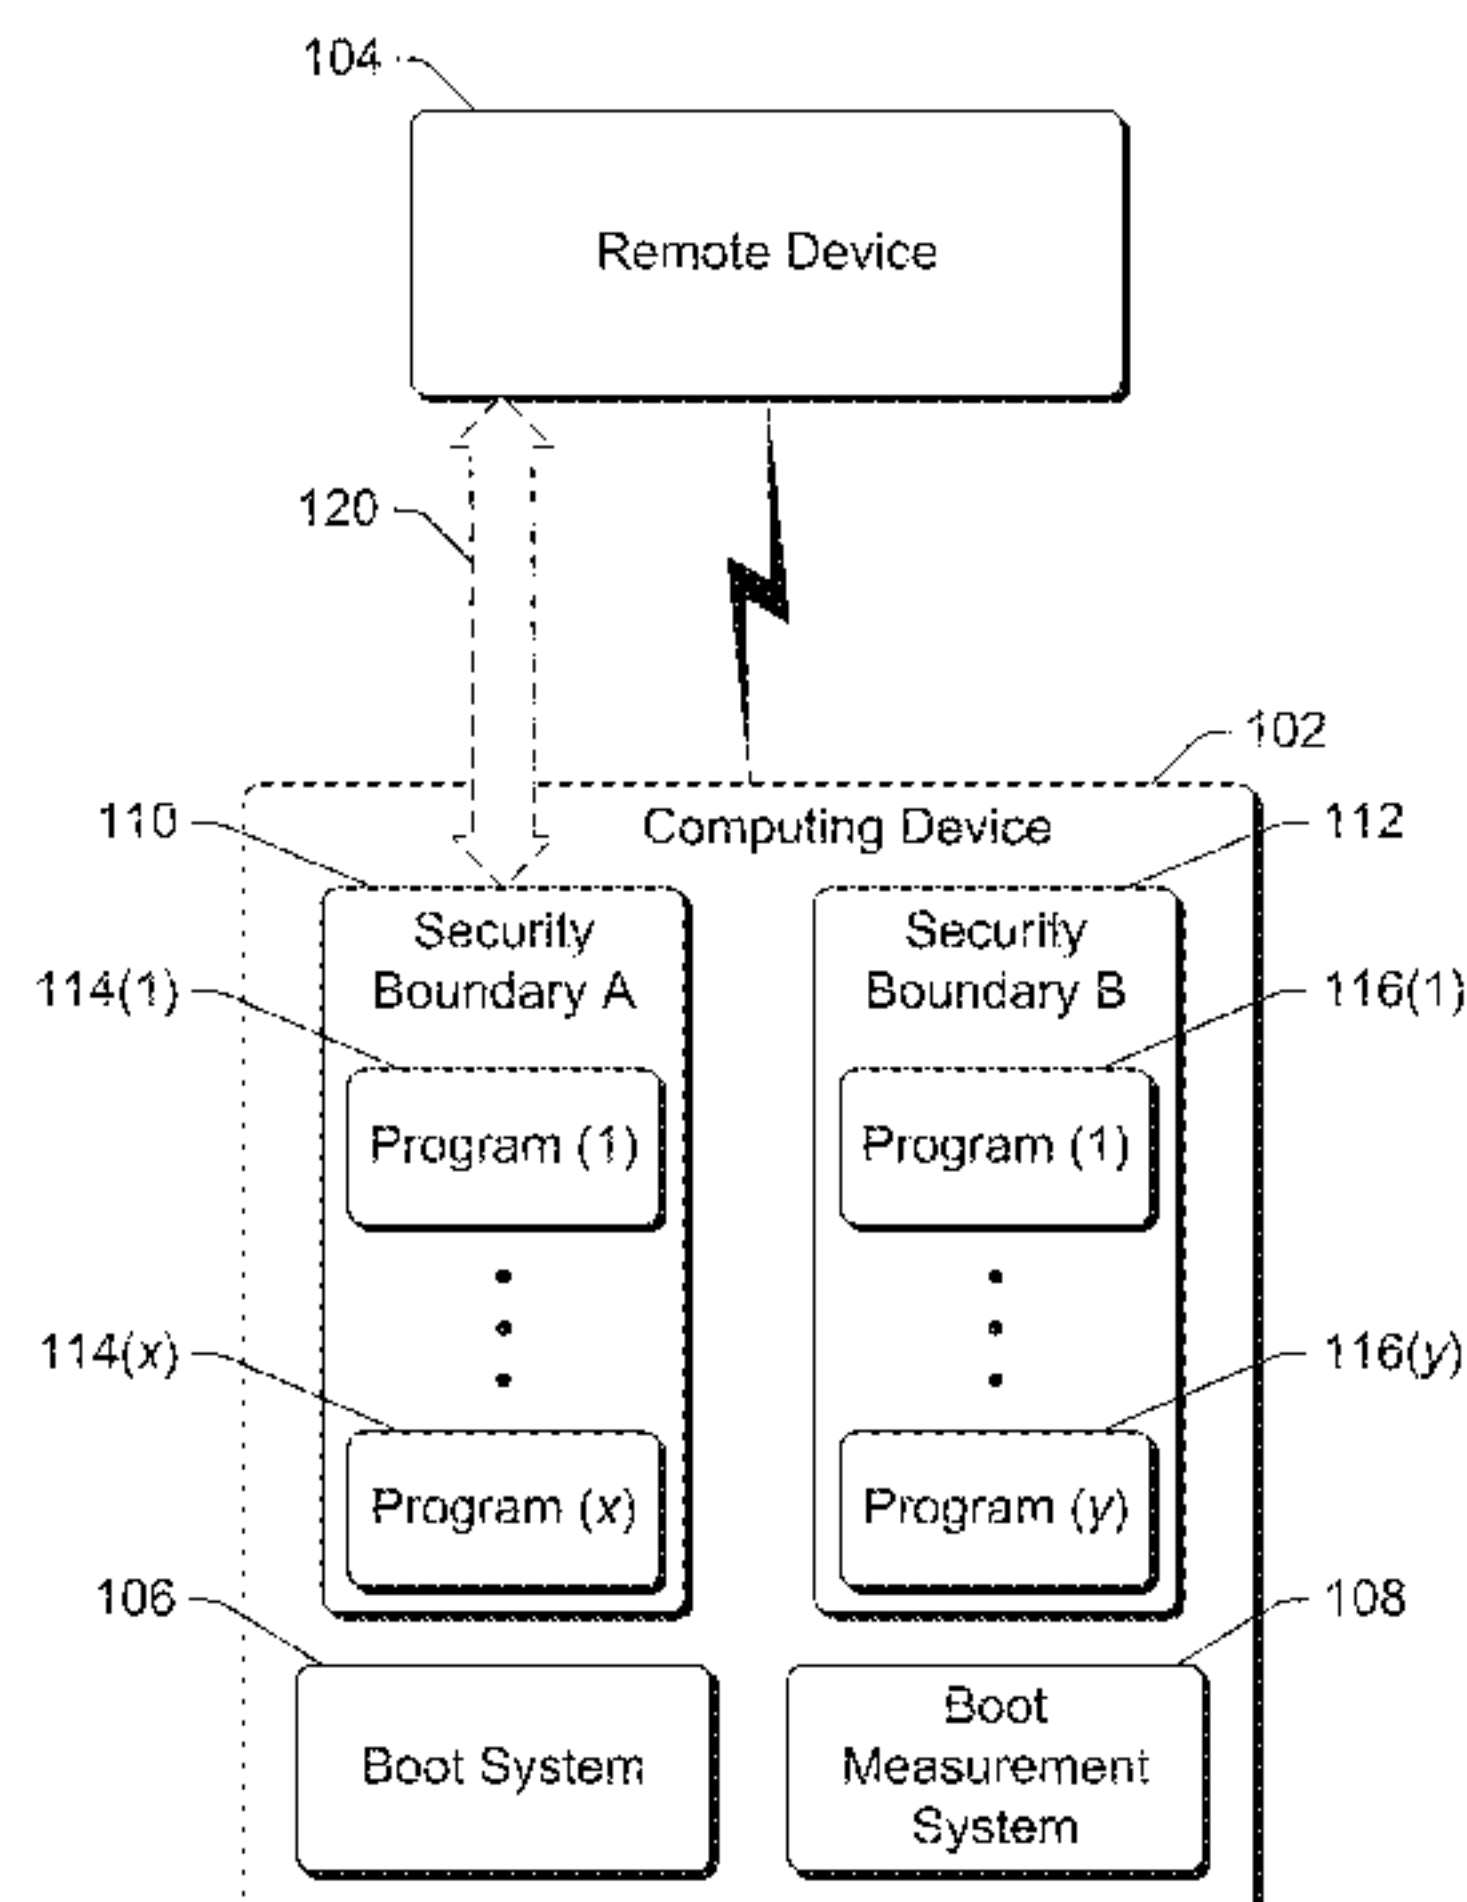 104
Remote Device
120
102
Computing Device
110
112
Security
Boundary A
Security
Boundary B
114(1)
116(1)
Program (1)
Program (1)
114(x)
116(y)
Program (x)
Program (y)
106
108
Boot System
Boot
Measurement
System